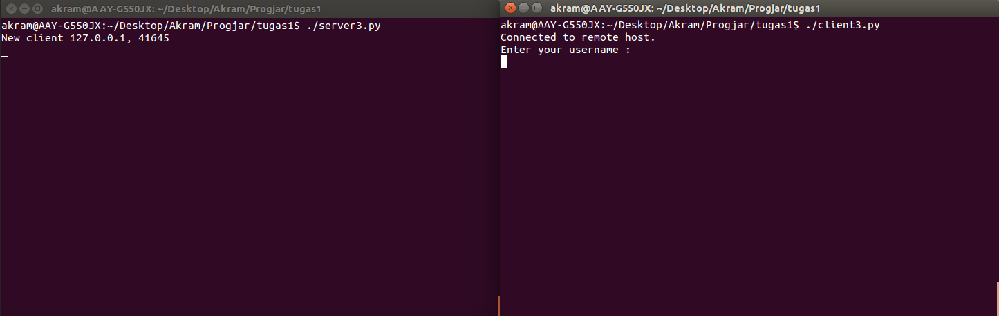 akram@AAY-G550JX: ~/Desktop/Akram/Progjar/tugas1
akram@AAY-G550JX:~/Desktop/Akram/Progjar/tugas1$ ./server3.py
New client 127.0.0.1, 41645
akram@AAY-G550JX: ~/Desktop/Akram/Progjar/tugas1
akram@AAY-G550JX:~/Desktop/Akram/Progjar/tugas1$ ./client3.py
Connected to remote host.
Enter your username :